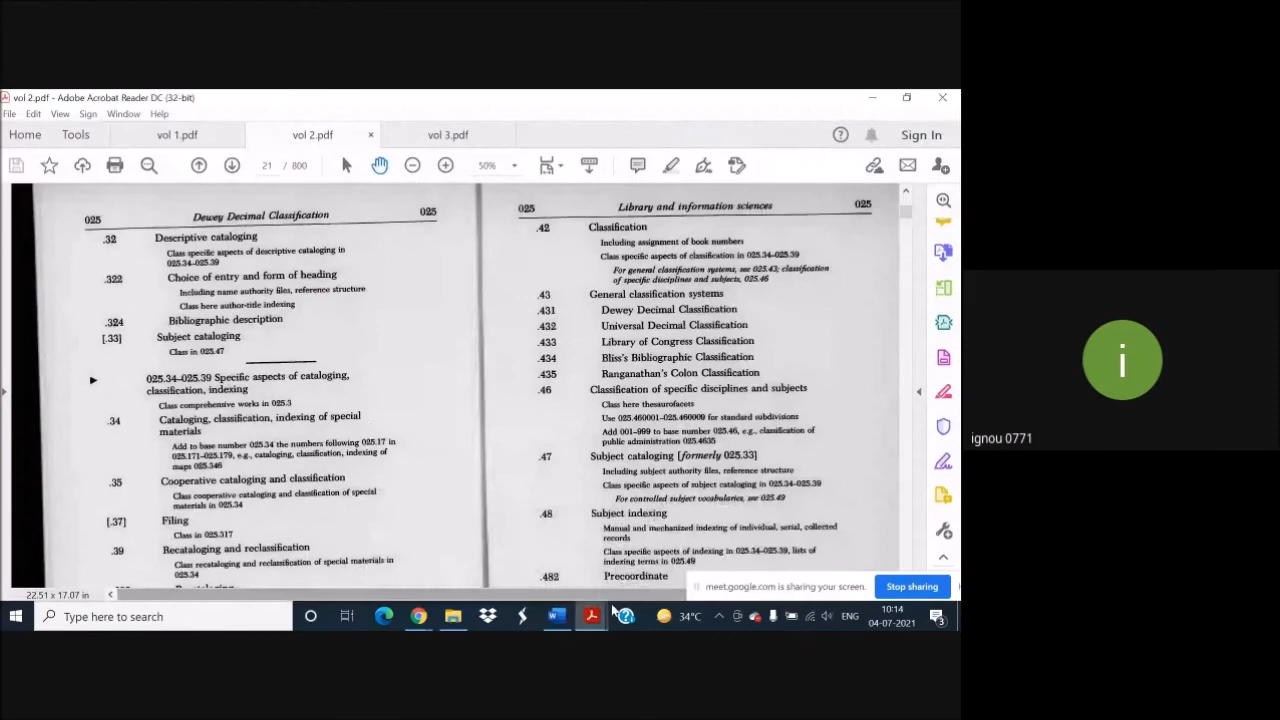 vol 2.pdf - Adobe Acrobat Reader DC (32-bit)
File Edit View Sign Window Help
Home Tools vol 1.pdf vol 2.pdf × vol 3.pdf Sign In
21 / 800 50%
025 Dewey Decimal Classification 025
.32 Descriptive cataloging
Class specific aspects of descriptive cataloging in
025.34–025.39
.322 Choice of entry and form of heading
Including name authority files, reference structure
Class here author-title indexing
.324 Bibliographic description
[.33] Subject cataloging
Class in 025.47
025.34–025.39 Specific aspects of cataloging,
classification, indexing
Class comprehensive works in 025.3
.34 Cataloging, classification, indexing of special
materials
Add to base number 025.34 the numbers following 025.17 in
025.171–025.179, e.g., cataloging, classification, indexing of
maps 025.346
.35 Cooperative cataloging and classification
Class cooperative cataloging and classification of special
materials in 025.34
[.37] Filing
Class in 025.317
.39 Recataloging and reclassification
Class recataloging and reclassification of special materials in
025.34
025 Library and information sciences 025
.42 Classification
Including assignment of book numbers
Class specific aspects of classification in 025.34–025.39
For general classification systems, see 025.43; classification
of specific disciplines and subjects, 025.46
.43 General classification systems
.431 Dewey Decimal Classification
.432 Universal Decimal Classification
.433 Library of Congress Classification
.434 Bliss's Bibliographic Classification
.435 Ranganathan's Colon Classification
.46 Classification of specific disciplines and subjects
Class here thesaurofacets
Use 025.460001–025.460009 for standard subdivisions
Add 001–999 to base number 025.46, e.g., classification of
public administration 025.4635
.47 Subject cataloging [formerly 025.33]
Including subject authority files, reference structure
Class specific aspects of subject cataloging in 025.34–025.39
For controlled subject vocabularies, see 025.49
.48 Subject indexing
Manual and mechanized indexing of individual, serial, collected
records
Class specific aspects of indexing in 025.34–025.39, lists of
indexing terms in 025.49
.482 Precoordinate
22.51 x 17.07 in
meet.google.com is sharing your screen. Stop sharing
Type here to search
34°C ENG 10:14
04-07-2021
3
i
ignou 0771